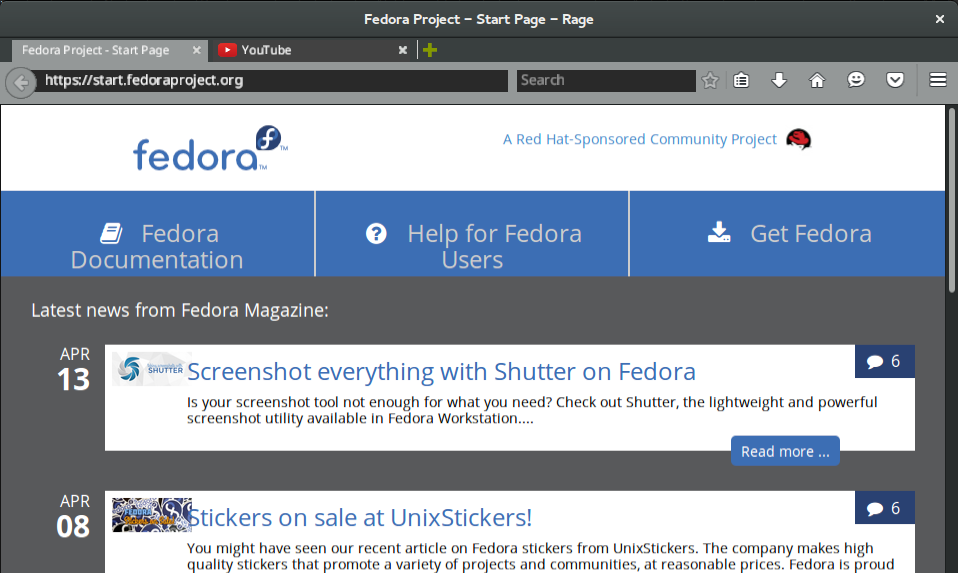 Fedora Project – Start Page – Rage
Fedora Project - Start Page
YouTube
https://start.fedoraproject.org
Search
fedora
A Red Hat-Sponsored Community Project
Fedora
Documentation
Help for Fedora
Users
Get Fedora
Latest news from Fedora Magazine:
APR
13
SHUTTER
Screenshot everything with Shutter on Fedora
6
Is your screenshot tool not enough for what you need? Check out Shutter, the lightweight and powerful
screenshot utility available in Fedora Workstation....
Read more ...
APR
08
FEDORA
Stickers on sale at UnixStickers!
6
You might have seen our recent article on Fedora stickers from UnixStickers. The company makes high
quality stickers that promote a variety of projects and communities, at reasonable prices. Fedora is proud